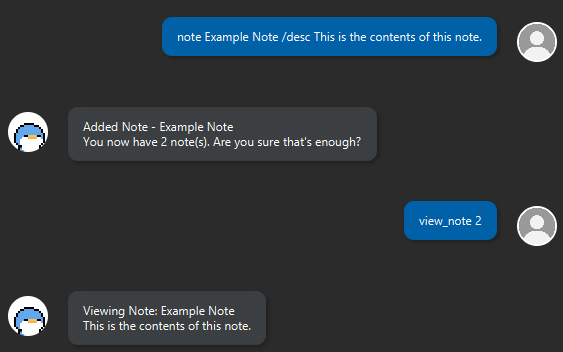 note Example Note /desc This is the contents of this note.
Added Note - Example Note
You now have 2 note(s). Are you sure that's enough?
view_note 2
Viewing Note: Example Note
This is the contents of this note.